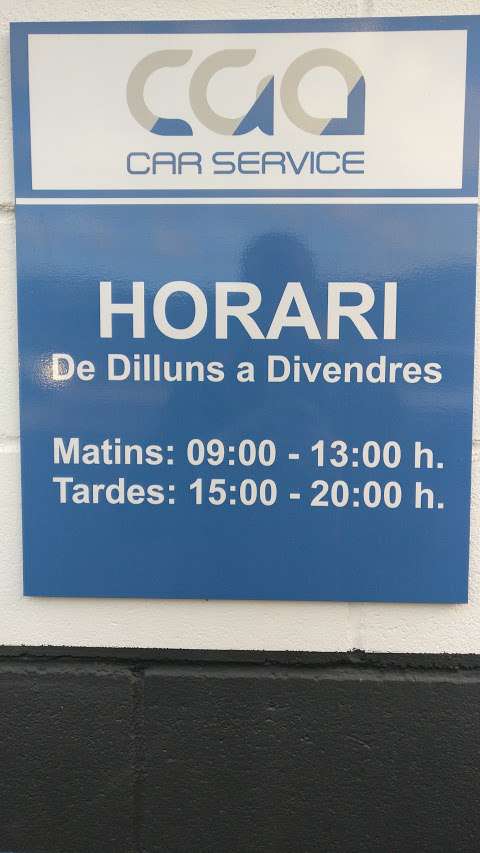 CGA
CAR SERVICE
HORARI
De Dilluns a Divendres
Matins: 09:00 - 13:00 h.
Tardes: 15:00 - 20:00 h.